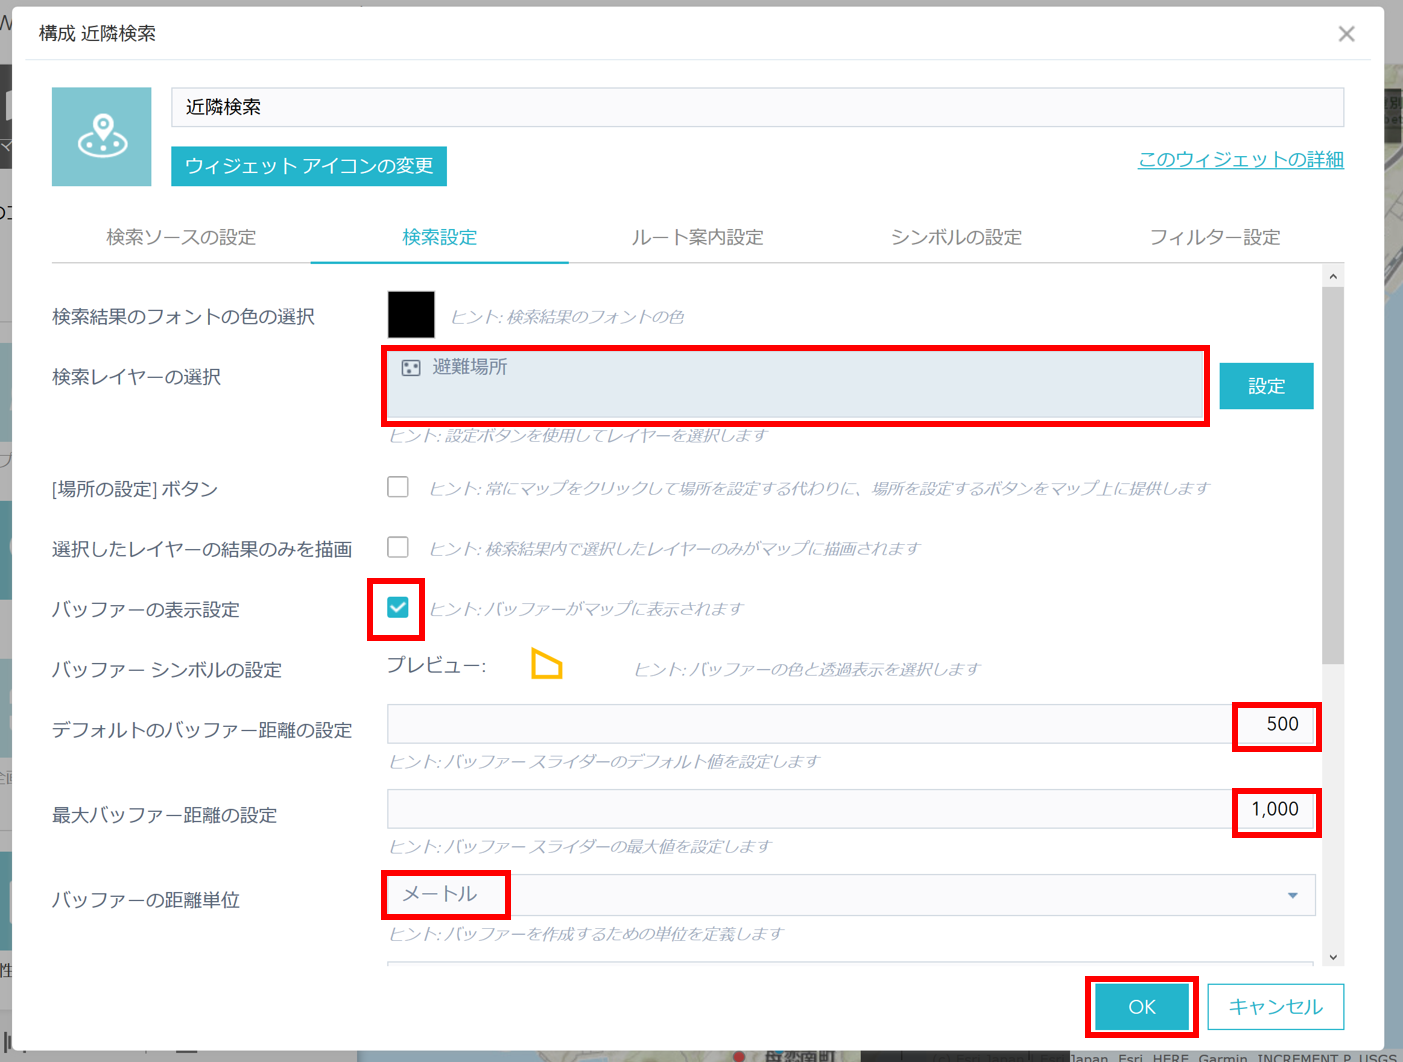 構成 近隣検索
近隣検索
ウィジェット アイコンの変更
このウィジェットの詳細
検索ソースの設定
検索設定
ルート案内設定
シンボルの設定
フィルター設定
検索結果のフォントの色の選択
ヒント: 検索結果のフォントの色
検索レイヤーの選択
避難場所
設定
ヒント: 設定ボタンを使用してレイヤーを選択します
[場所の設定] ボタン
ヒント: 常にマップをクリックして場所を設定する代わりに、場所を設定するボタンをマップ上に提供します
選択したレイヤーの結果のみを描画
ヒント: 検索結果内で選択したレイヤーのみがマップに描画されます
バッファーの表示設定
ヒント: バッファーがマップに表示されます
バッファー シンボルの設定
プレビュー:
ヒント: バッファーの色と透過表示を選択します
デフォルトのバッファー距離の設定
500
ヒント: バッファー スライダーのデフォルト値を設定します
最大バッファー距離の設定
1,000
ヒント: バッファー スライダーの最大値を設定します
バッファーの距離単位
メートル
ヒント: バッファーを作成するための単位を定義します
OK
キャンセル
Japan, Esri, HERE, Garmin, INCREMENT P, USGS